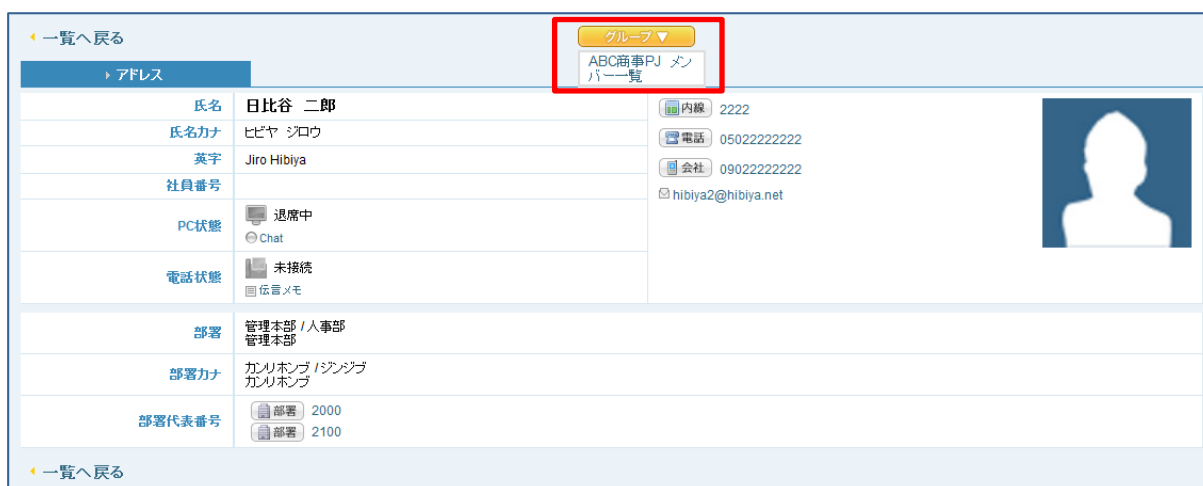 一覧へ戻る
グループ ▼
ABC商事PJ メン
バー一覧
アドレス
氏名 日比谷 二郎
氏名カナ ヒビヤ ジロウ
英字 Jiro Hibiya
社員番号
PC状態 退席中
Chat
電話状態 未接続
伝言メモ
内線 2222
電話 05022222222
会社 09022222222
hibiya2@hibiya.net
部署 管理本部 / 人事部
管理本部
部署カナ カンリホンブ / ジンジブ
カンリホンブ
部署代表番号 部署 2000
部署 2100
一覧へ戻る